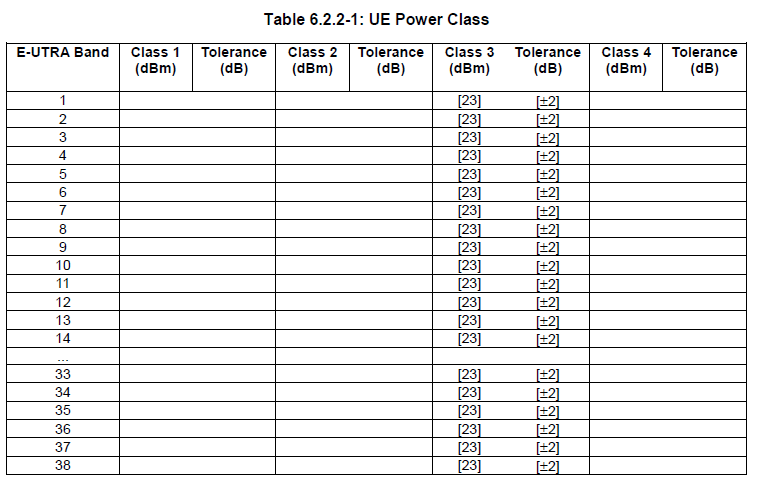 Table 6.2.2-1: UE Power Class
E-UTRA Band Class 1 (dBm) Tolerance (dB) Class 2 (dBm) Tolerance (dB) Class 3 (dBm) Tolerance (dB) Class 4 (dBm) Tolerance (dB)
1 [23] [±2]
2 [23] [±2]
3 [23] [±2]
4 [23] [±2]
5 [23] [±2]
6 [23] [±2]
7 [23] [±2]
8 [23] [±2]
9 [23] [±2]
10 [23] [±2]
11 [23] [±2]
12 [23] [±2]
13 [23] [±2]
14 [23] [±2]
...
33 [23] [±2]
34 [23] [±2]
35 [23] [±2]
36 [23] [±2]
37 [23] [±2]
38 [23] [±2]